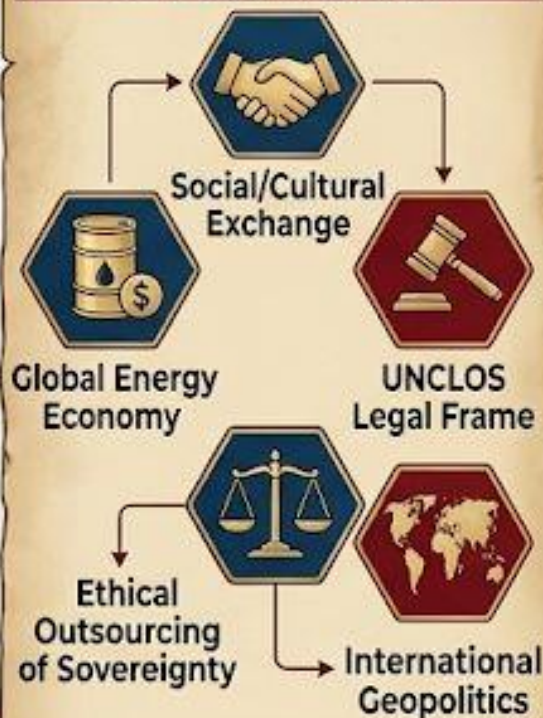 Social/Cultural
Exchange
$
Global Energy
Economy
UNCLOS
Legal Frame
Ethical
Outsourcing
of Sovereignty
International
Geopolitics